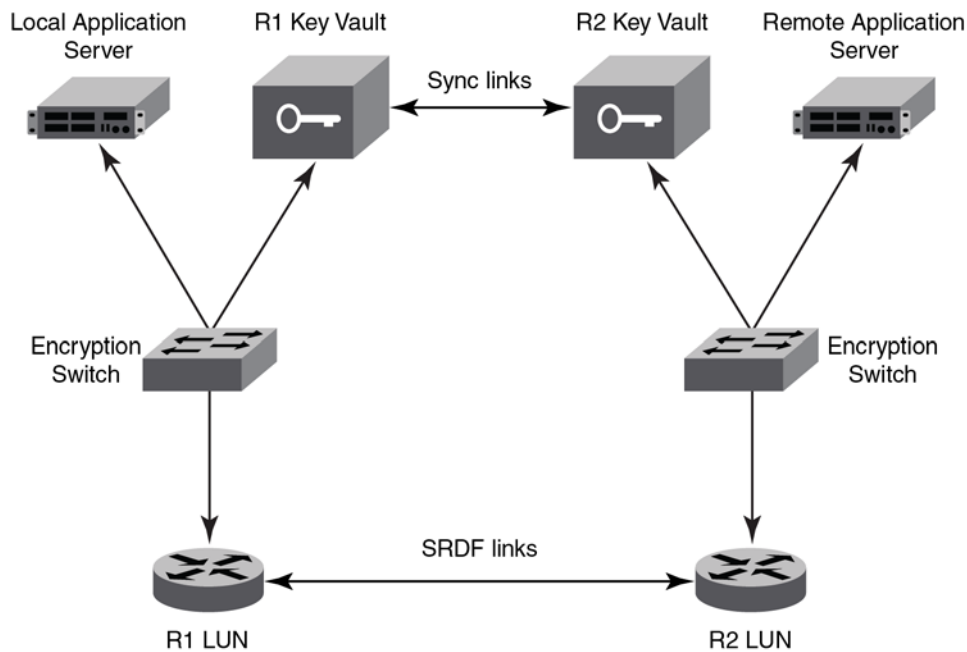 Local Application
Server
R1 Key Vault
R2 Key Vault
Remote Application
Server
Sync links
Encryption
Switch
Encryption
Switch
SRDF links
R1 LUN
R2 LUN